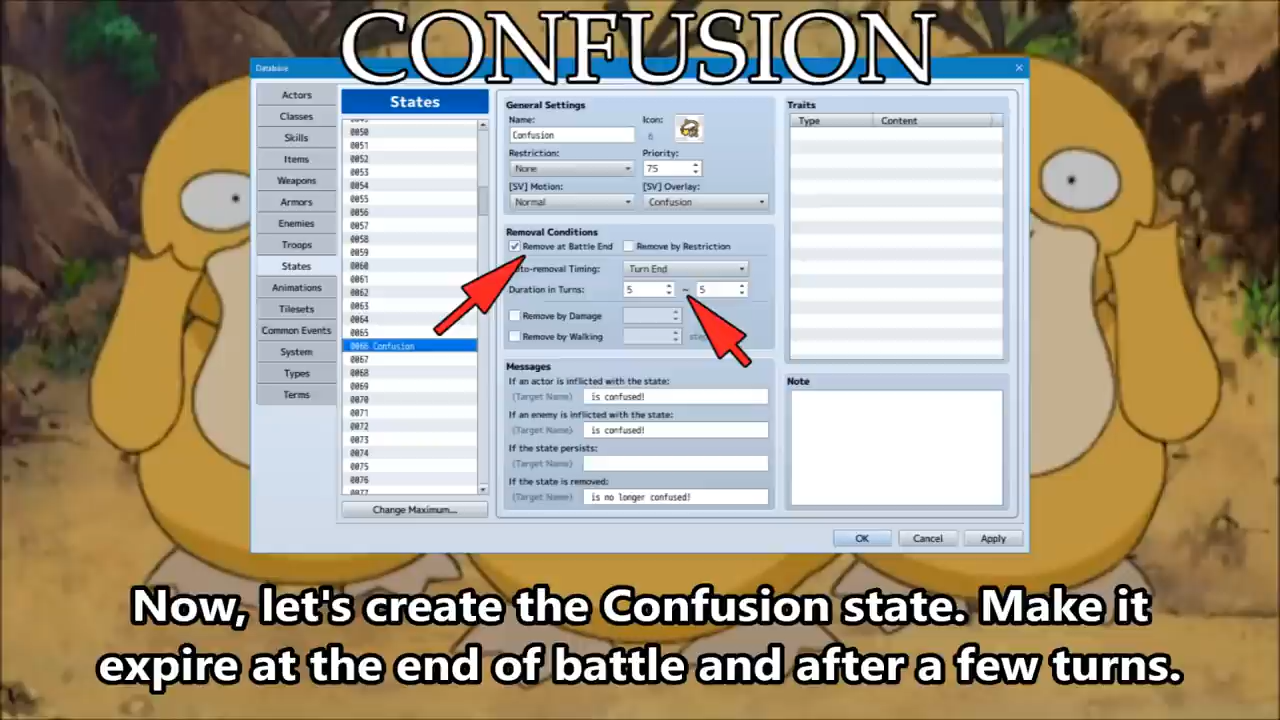 CONFUSION
Database
Actors
Classes
Skills
Items
Weapons
Armors
Enemies
Troops
States
Animations
Tilesets
Common Events
System
Types
Terms
States
0050
0051
0052
0053
0054
0055
0056
0057
0058
0059
0060
0061
0062
0063
0064
0065
0066 Confusion
0067
0068
0069
0070
0071
0072
0073
0074
0075
0076
0077
Change Maximum...
General Settings
Name: Icon:
Confusion 6
Restriction: Priority:
None 75
[SV] Motion: [SV] Overlay:
Normal Confusion
Removal Conditions
Remove at Battle End Remove by Restriction
uto-removal Timing: Turn End
Duration in Turns: 5 ~ 5
Remove by Damage
Remove by Walking
Messages
If an actor is inflicted with the state:
(Target Name) is confused!
If an enemy is inflicted with the state:
(Target Name) is confused!
If the state persists:
(Target Name)
If the state is removed:
(Target Name) is no longer confused!
Traits
Type Content
Note
OK Cancel Apply
Now, let's create the Confusion state. Make it
expire at the end of battle and after a few turns.